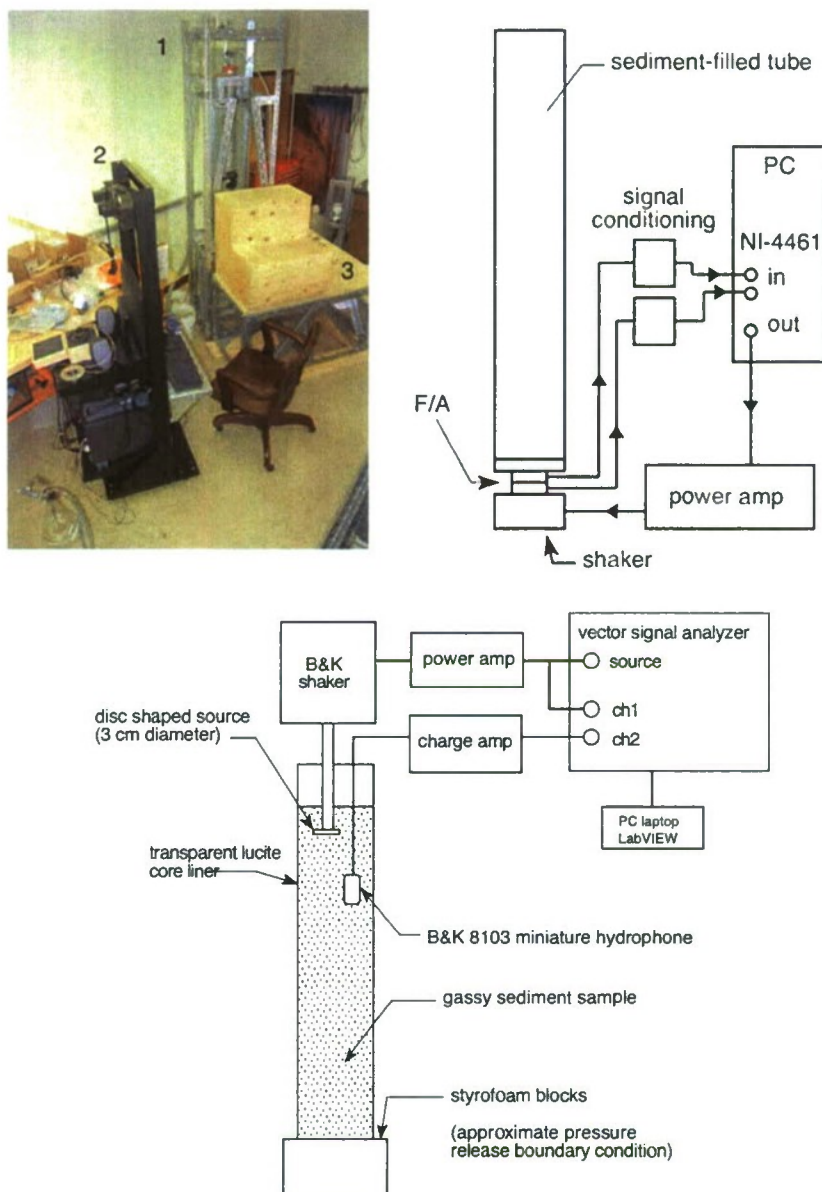 1
2
3
sediment-filled tube
signal
conditioning
PC
NI-4461
in
out
F/A
power amp
shaker
B&K
shaker
power amp
vector signal analyzer
source
ch1
ch2
disc shaped source
(3 cm diameter)
charge amp
PC laptop
LabVIEW
transparent lucite
core liner
B&K 8103 miniature hydrophone
gassy sediment sample
styrofoam blocks
(approximate pressure
release boundary condition)